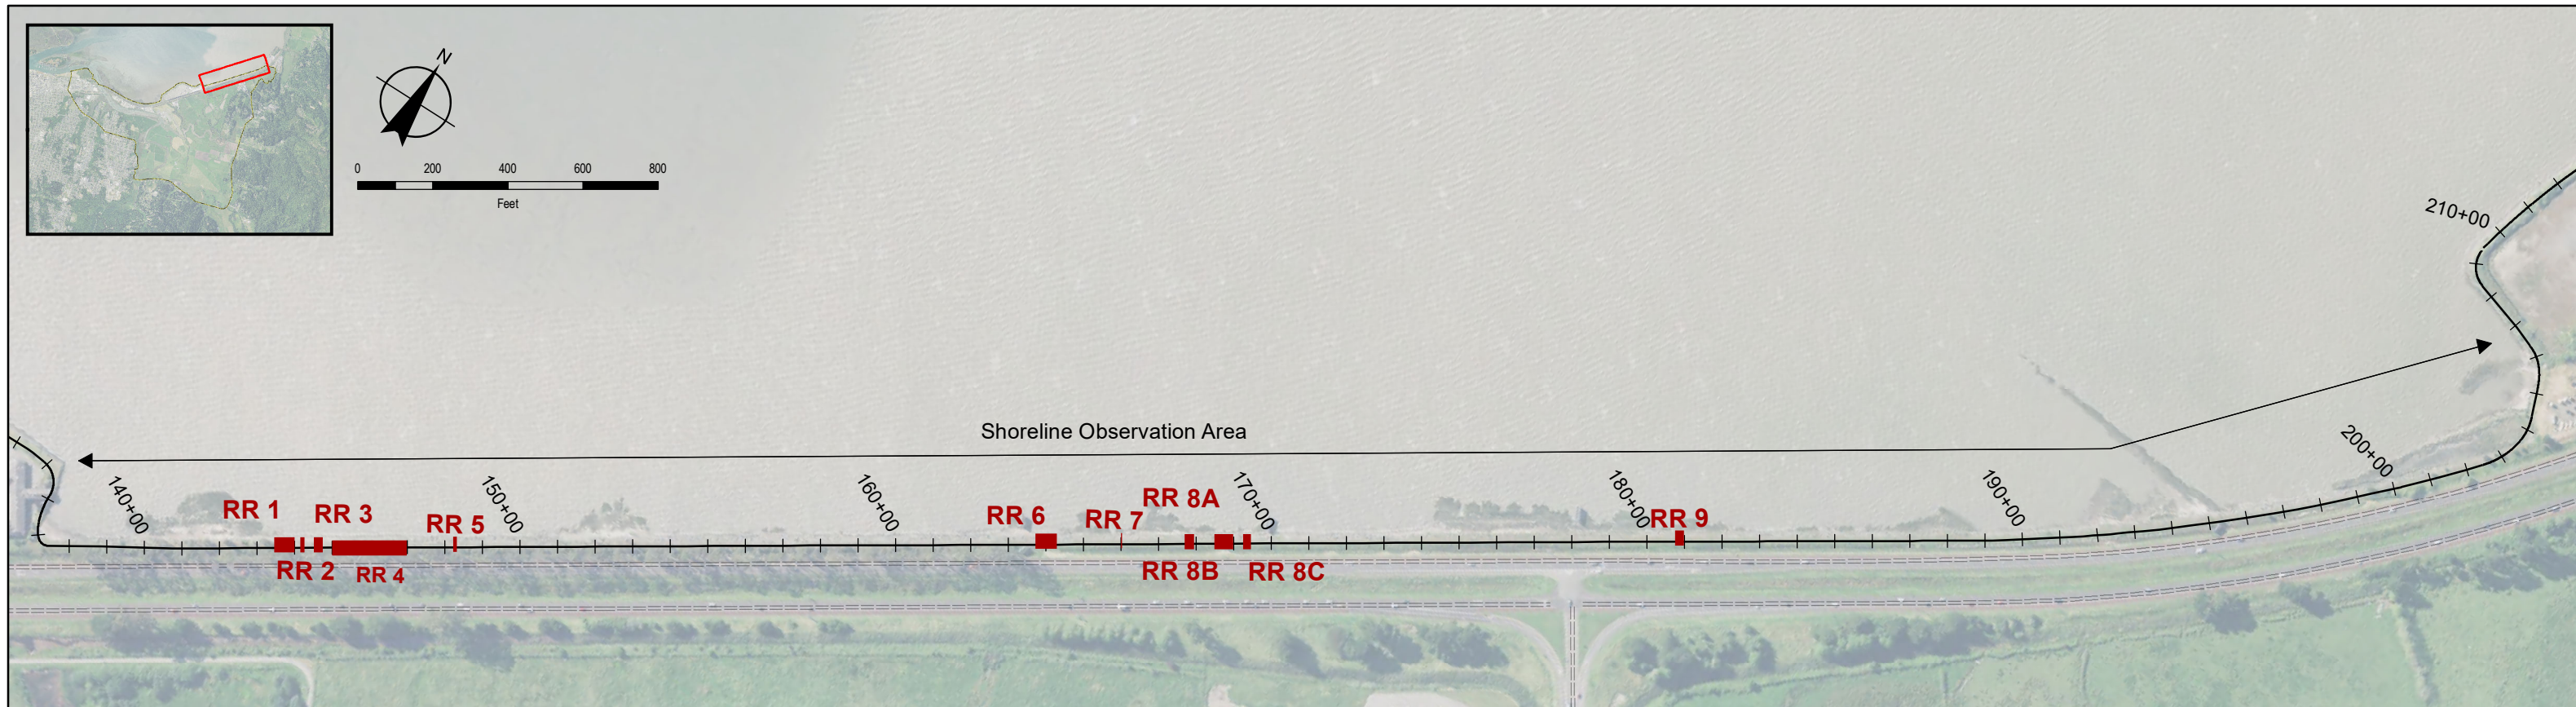 N
0 200 400 600 800
Feet
210+00
Shoreline Observation Area
140+00
150+00
160+00
170+00
180+00
190+00
200+00
RR 1
RR 2
RR 3
RR 4
RR 5
RR 6
RR 7
RR 8A
RR 8B
RR 8C
RR 9